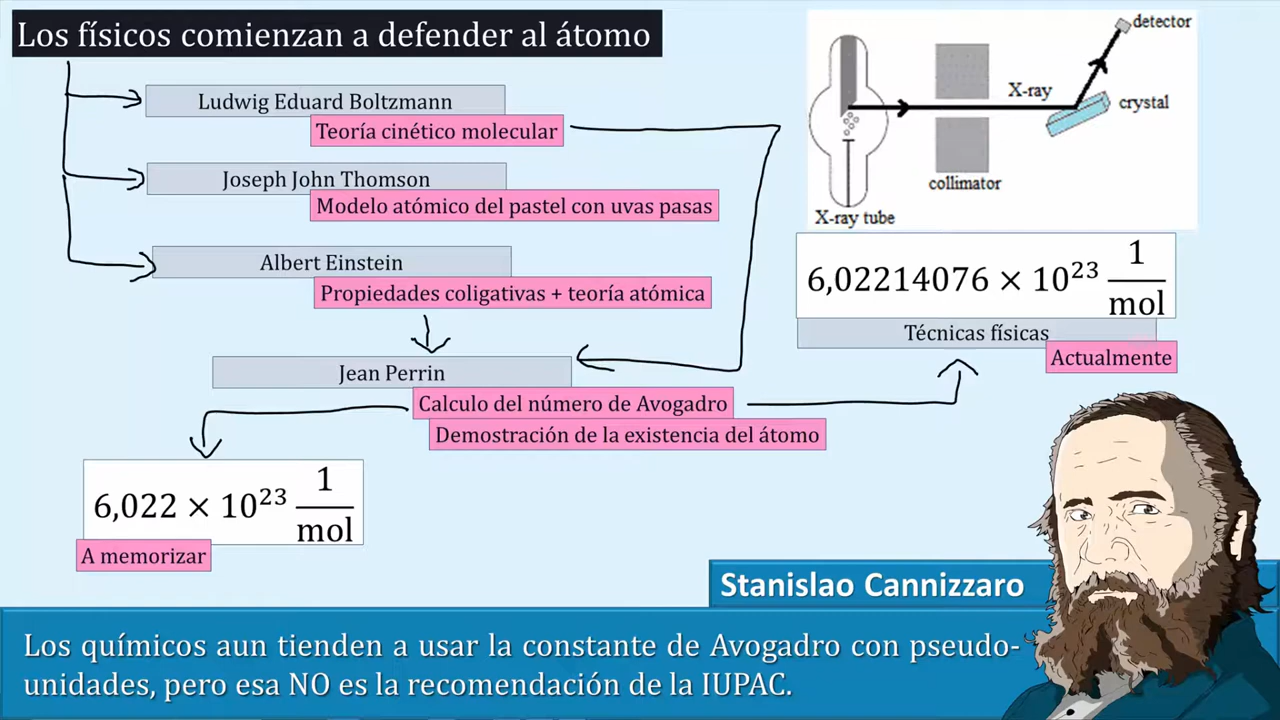 Los físicos comienzan a defender al átomo
Ludwig Eduard Boltzmann
Teoría cinético molecular
Joseph John Thomson
Modelo atómico del pastel con uvas pasas
Albert Einstein
Propiedades coligativas + teoría atómica
Jean Perrin
Calculo del número de Avogadro
Demostración de la existencia del átomo
6,022 × 10²³ 1/mol
A memorizar
detector
X-ray
crystal
collimator
X-ray tube
6,02214076 × 10²³ 1/mol
Técnicas físicas
Actualmente
Stanislao Cannizzaro
Los químicos aun tienden a usar la constante de Avogadro con pseudo-
unidades, pero esa NO es la recomendación de la IUPAC.